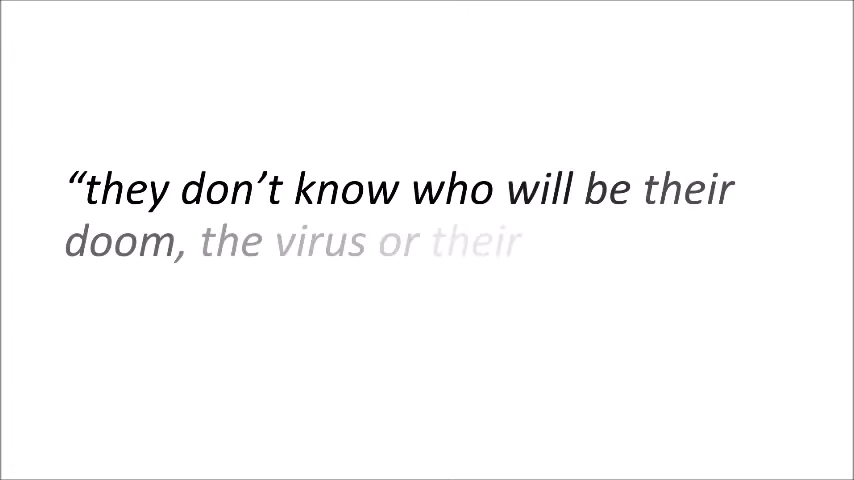 “they don’t know who will be their
doom, the virus or their